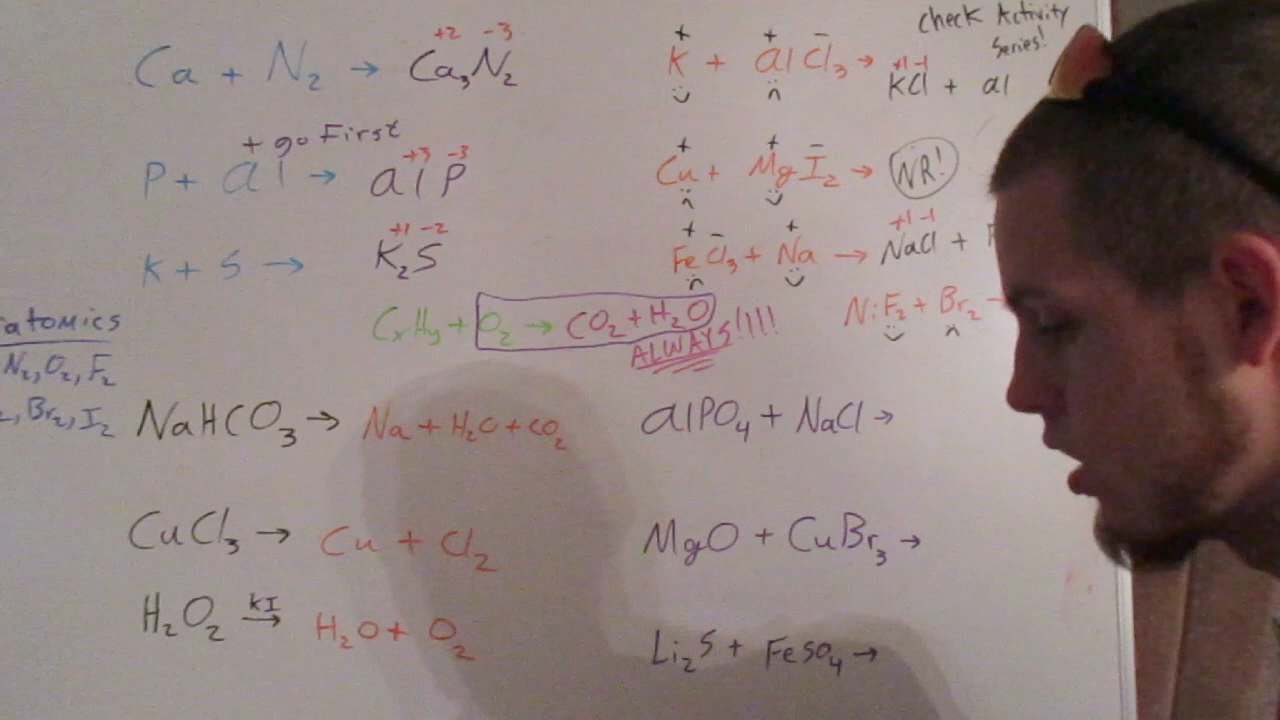 Ca + N₂ → Ca₃N₂
+2 -3
+ go First
P + al → alP
+3 -3
K + S → K₂S
+1 -2
CₓHy + O₂ → CO₂ + H₂O
ALWAYS!!!!!
atomics
N₂, O₂, F₂
Br₂, I₂
NaHCO₃ → Na + H₂O + CO₂
CuCl₃ → Cu + Cl₂
H₂O₂ → H₂O + O₂
KI
check Activity
Series!
+ + -
K + alCl₃ → KCl + al
+1 -1
+ + -
Cu + MgI₂ → NR!
+ - +
FeCl₃ + Na → NaCl +
+1 -1
NiF₂ + Br₂
alPO₄ + NaCl →
MgO + CuBr₃ →
Li₂S + FeSO₄ →